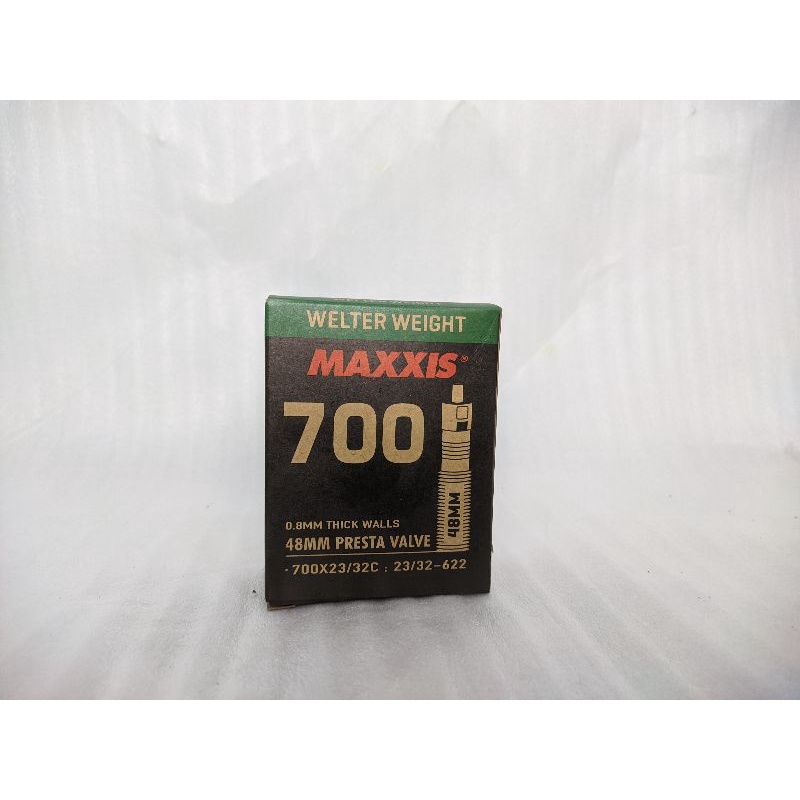 WELTER WEIGHT
MAXXIS®
700
48MM
0.8MM THICK WALLS
48MM PRESTA VALVE
·700X23/32C : 23/32-622